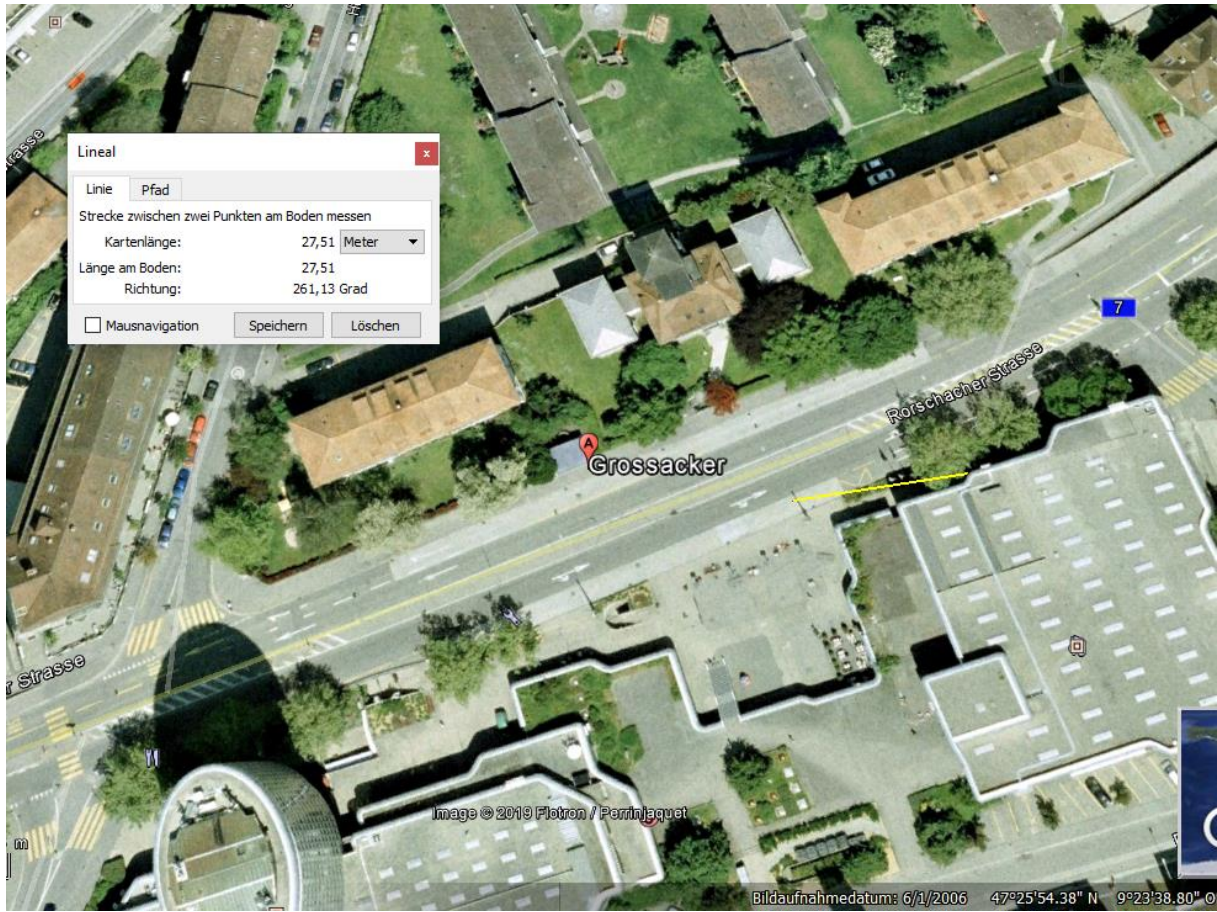 Strasse
Lineal
x
Linie Pfad
Strecke zwischen zwei Punkten am Boden messen
Kartenlänge: 27,51 Meter
Länge am Boden: 27,51
Richtung: 261,13 Grad
Mausnavigation Speichern Löschen
7
Rorschacher Strasse
A
Grossacker
r Strasse
Image © 2019 Flotron / Perrinjaquet
m
Bildaufnahmedatum: 6/1/2006 47°25'54.38" N 9°23'38.80" O